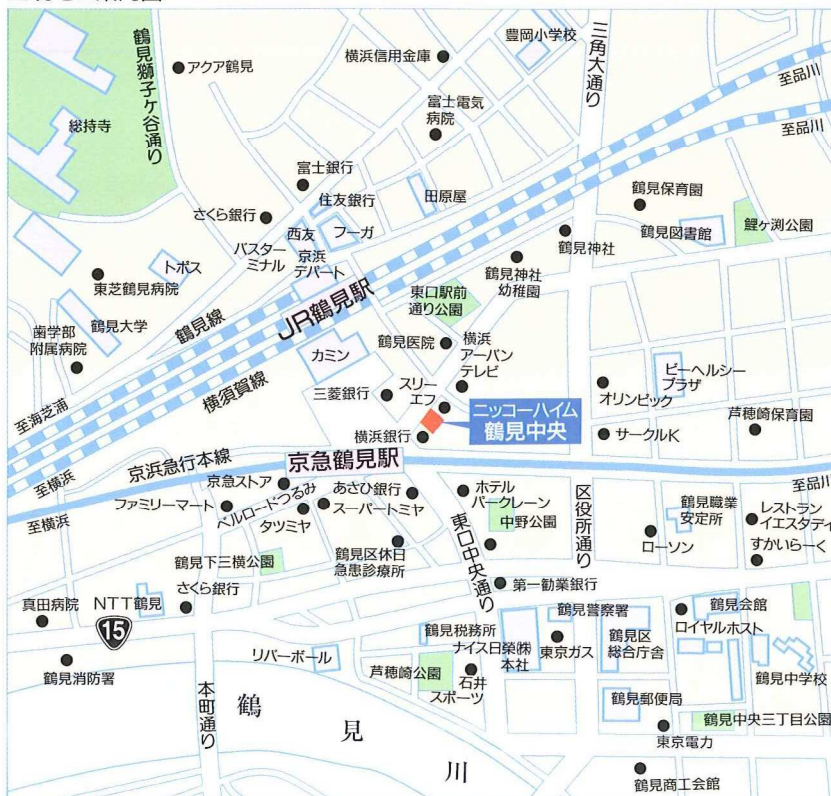 鶴見獅子ヶ谷通り
アクア鶴見
横浜信用金庫
豊岡小学校
三角大通り
至品川
至品川
総持寺
富士電気
病院
富士銀行
住友銀行
田原屋
さくら銀行
西友
フーガ
バスター
ミナル
京浜
デパート
鶴見保育園
鶴見図書館
鯉ヶ渕公園
鶴見神社
鶴見神社
幼稚園
トポス
東芝鶴見病院
鶴見大学
歯学部
附属病院
鶴見線
JR鶴見駅
東口駅前
通り公園
カミン
鶴見医院
横浜
アーバン
テレビ
横須賀線
三菱銀行
スリー
エフ
ニッコーハイム
鶴見中央
横浜銀行
オリンピック
ビーヘルシー
プラザ
サークルK
芦穂崎保育園
至海芝浦
至横浜
京浜急行本線
京急鶴見駅
至品川
至横浜
京急ストア
ファミリーマート
ベルロードつるみ
タツミヤ
あさひ銀行
スーパートミヤ
ホテル
パークレーン
中野公園
区役所通り
鶴見職業
安定所
レストラン
イエスタデイ
すかいらーく
ローソン
鶴見下三横公園
鶴見区休日
急患診療所
東口中央通り
第一勧業銀行
さくら銀行
真田病院
NTT鶴見
15
鶴見消防署
本町通り
リバーポール
鶴見税務所
ナイス日榮㈱
本社
芦穂崎公園
石井
スポーツ
鶴見警察署
東京ガス
鶴見区
総合庁舎
鶴見会館
ロイヤルホスト
鶴見中学校
鶴見郵便局
鶴見中央三丁目公園
東京電力
鶴見商工会館
鶴見川